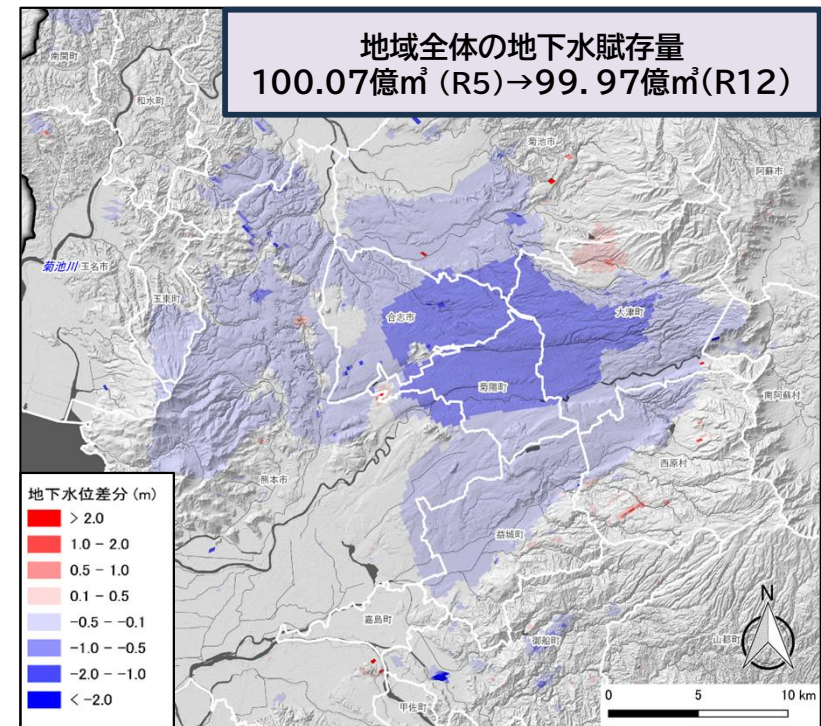 地域全体の地下水賦存量
100.07億㎥ (R5)→99.97億㎥(R12)
南関町
和水町
菊池市
阿蘇市
菊池川
玉名市
玉東町
合志市
大津町
菊陽町
南阿蘇村
熊本市
西原村
益城町
嘉島町
御船町
山都町
甲佐町
地下水位差分 (m)
> 2.0
1.0 - 2.0
0.5 - 1.0
0.1 - 0.5
-0.5 - -0.1
-1.0 - -0.5
-2.0 - -1.0
< -2.0
N
0 5 10 km